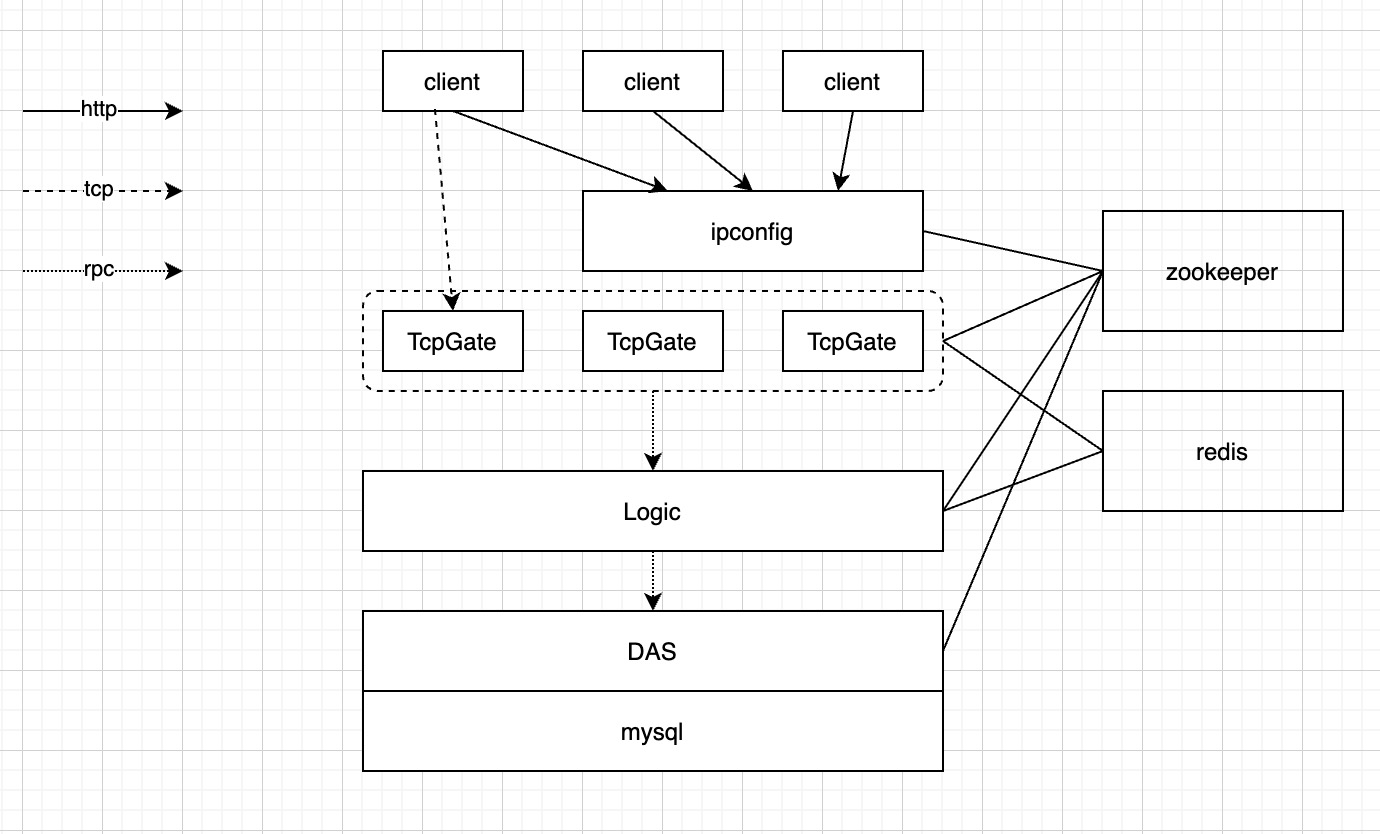 client
client
client
http
tcp
ipconfig
rpc
zookeeper
TcpGate
TcpGate
TcpGate
redis
Logic
DAS
mysql